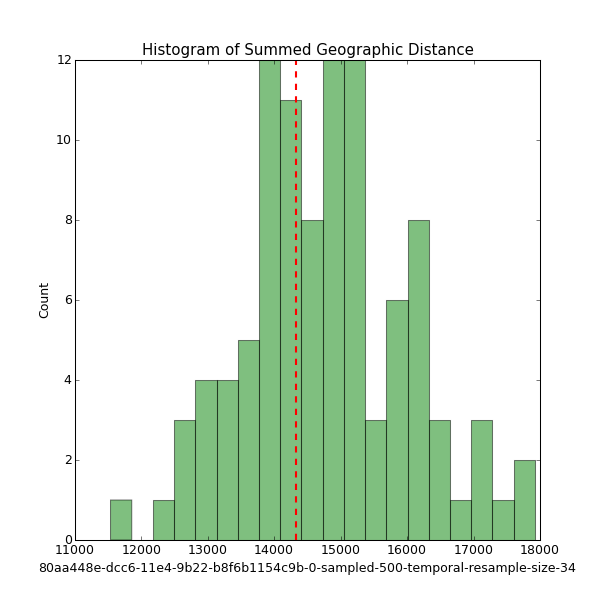 Histogram of Summed Geographic Distance
12
10
8
6
4
2
0
Count
11000 12000 13000 14000 15000 16000 17000 18000
80aa448e-dcc6-11e4-9b22-b8f6b1154c9b-0-sampled-500-temporal-resample-size-34